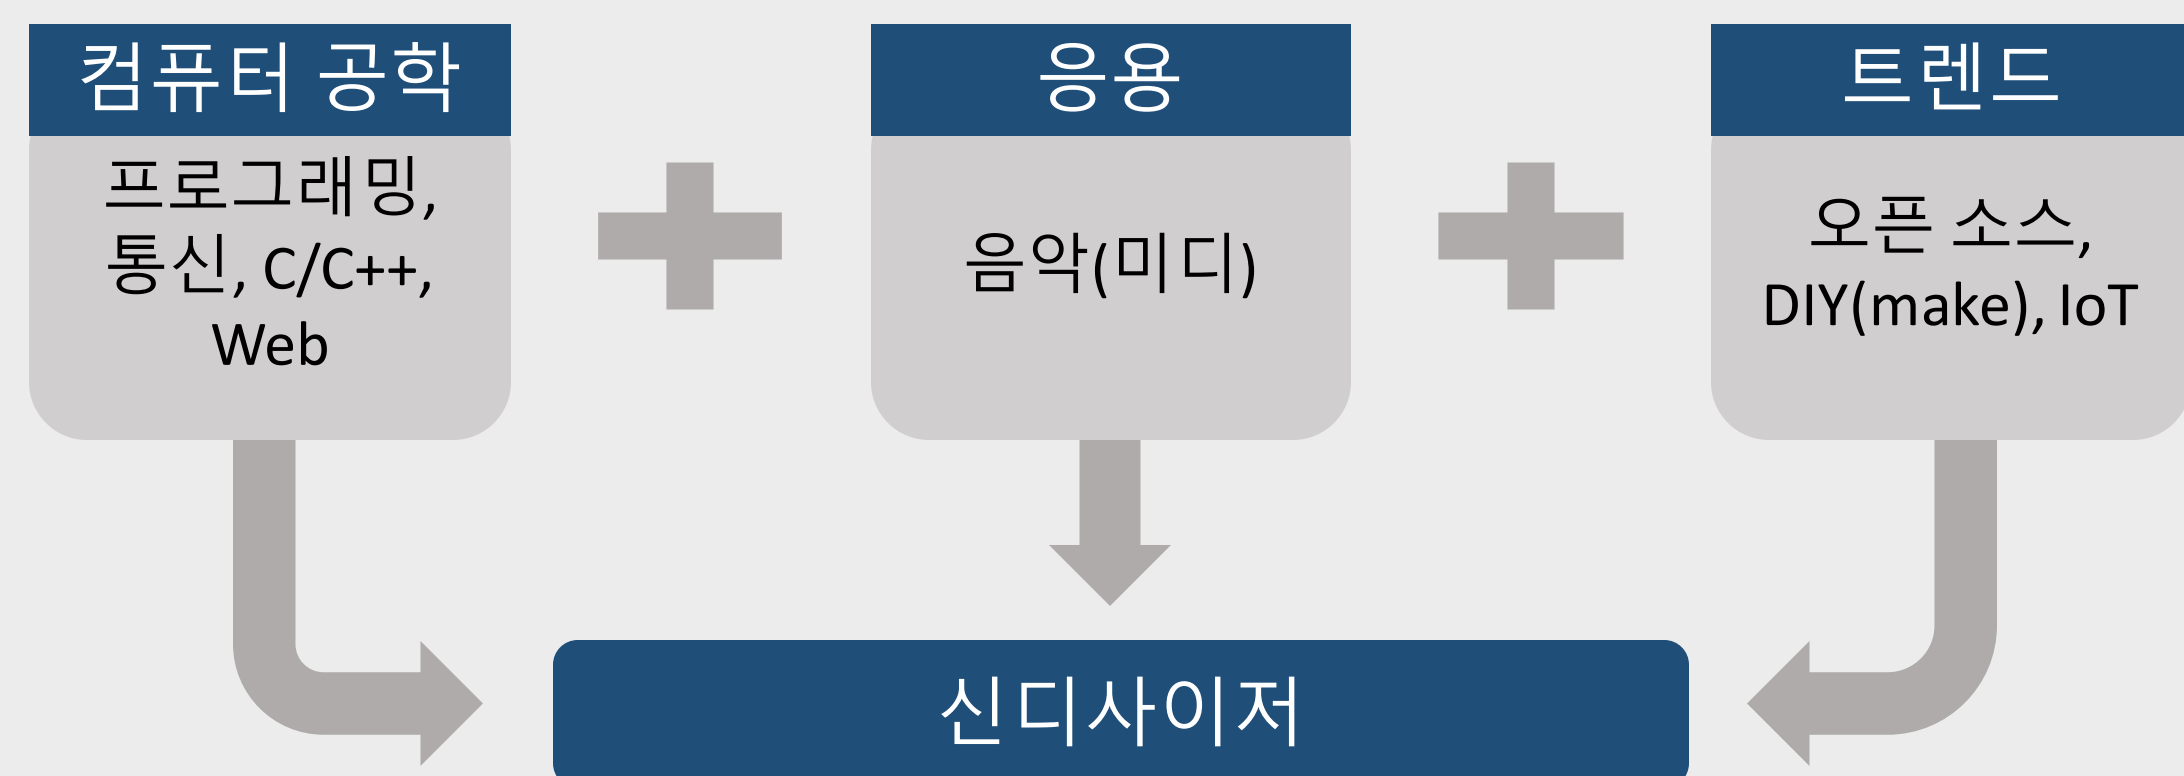 컴퓨터 공학
프로그래밍,
통신, C/C++,
Web
응용
음악(미디)
트렌드
오픈 소스,
DIY(make), IoT
신디사이저